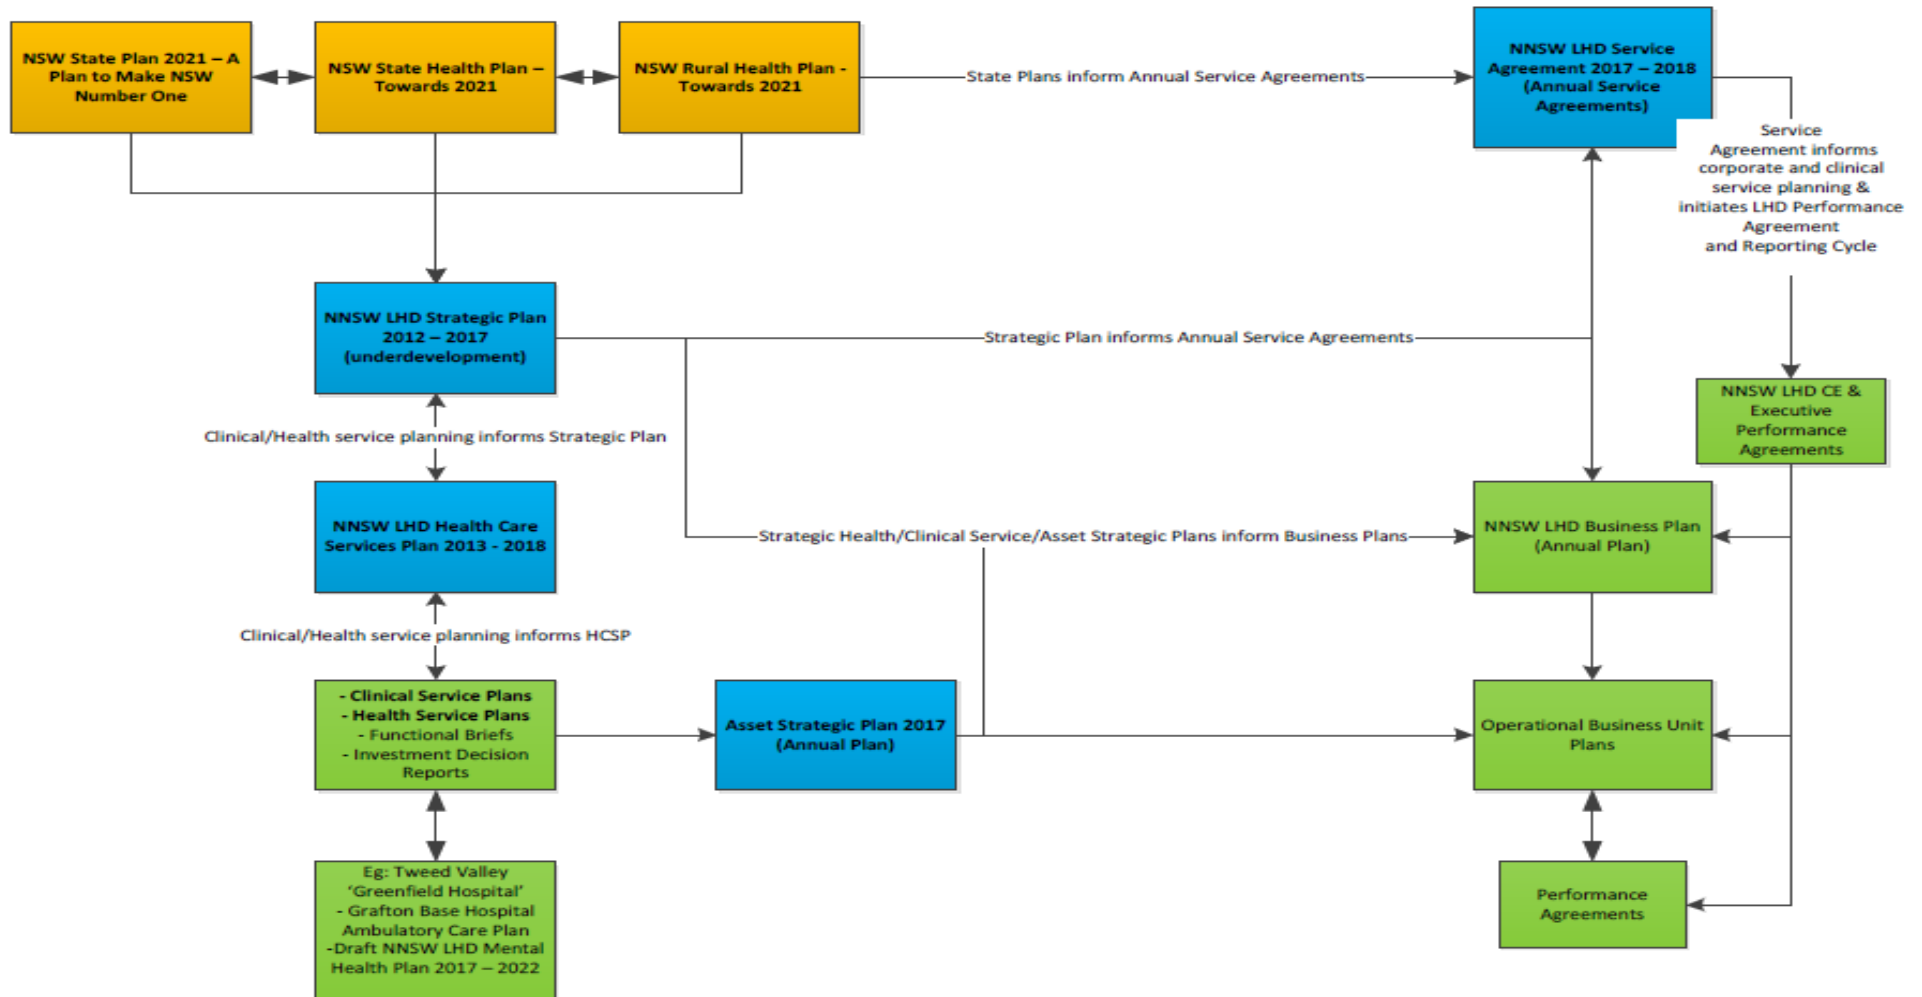 NSW State Plan 2021 – A
Plan to Make NSW
Number One
NSW State Health Plan –
Towards 2021
NSW Rural Health Plan -
Towards 2021
State Plans inform Annual Service Agreements
NNSW LHD Service
Agreement 2017 – 2018
(Annual Service
Agreements)
Service
Agreement informs
corporate and clinical
service planning &
initiates LHD Performance
Agreement
and Reporting Cycle
NNSW LHD Strategic Plan
2012 – 2017
(underdevelopment)
Strategic Plan informs Annual Service Agreements
NNSW LHD CE &
Executive
Performance
Agreements
Clinical/Health service planning informs Strategic Plan
NNSW LHD Health Care
Services Plan 2013 - 2018
Strategic Health/Clinical Service/Asset Strategic Plans inform Business Plans
NNSW LHD Business Plan
(Annual Plan)
Clinical/Health service planning informs HCSP
- Clinical Service Plans
- Health Service Plans
- Functional Briefs
- Investment Decision
Reports
Asset Strategic Plan 2017
(Annual Plan)
Operational Business Unit
Plans
Eg: Tweed Valley
‘Greenfield Hospital’
- Grafton Base Hospital
Ambulatory Care Plan
-Draft NNSW LHD Mental
Health Plan 2017 – 2022
Performance
Agreements